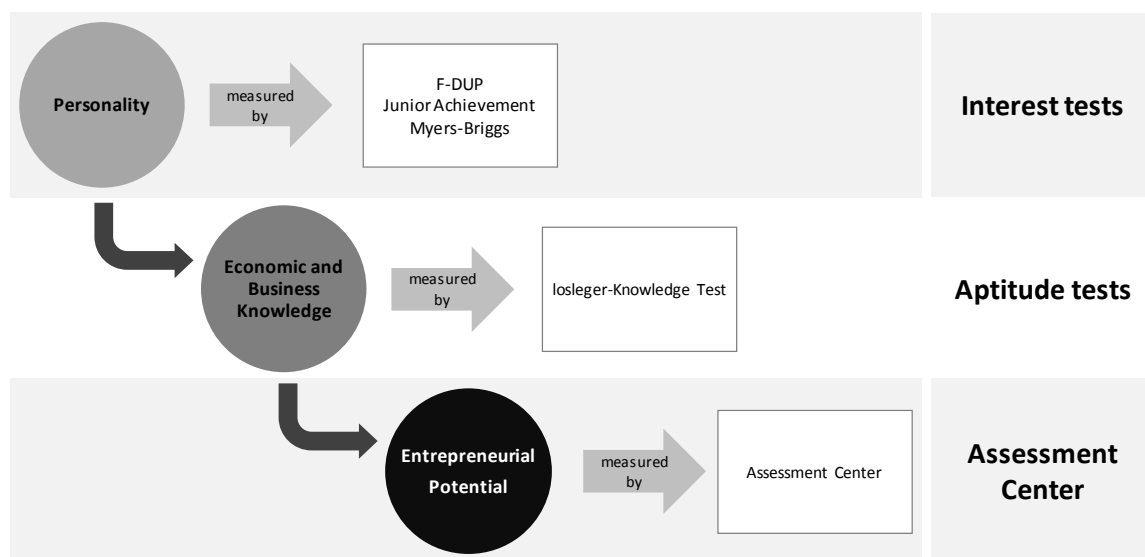 Personality
measured
by
F-DUP
Junior Achievement
Myers-Briggs
Interest tests
Economic and
Business
Knowledge
measured
by
losleger-Knowledge Test
Aptitude tests
Entrepreneurial
Potential
measured
by
Assessment Center
Assessment
Center